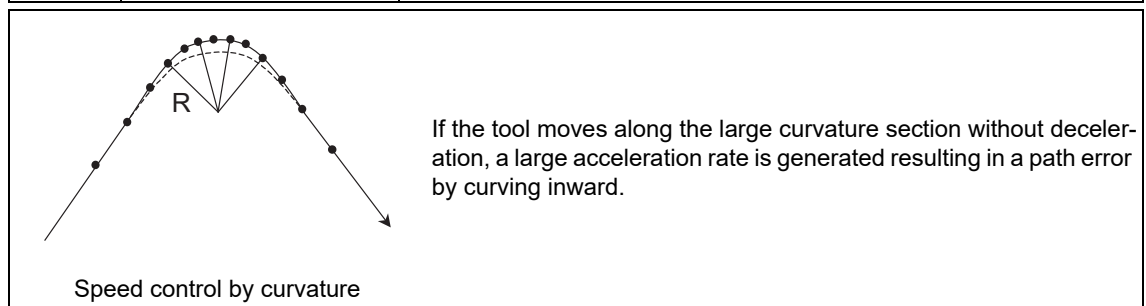 R
If the tool moves along the large curvature section without deceler-
ation, a large acceleration rate is generated resulting in a path error
by curving inward.
Speed control by curvature